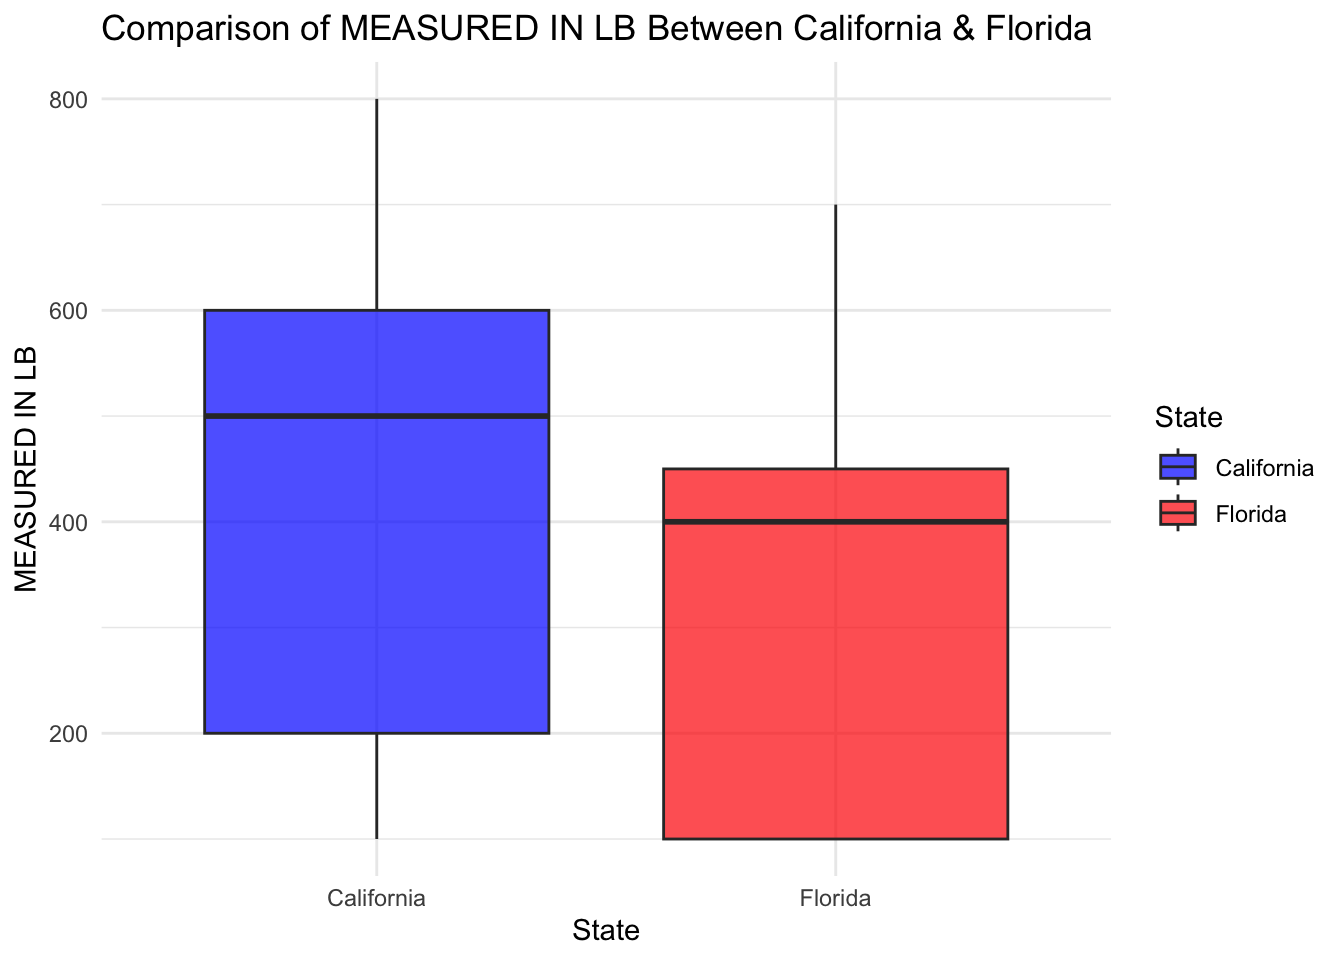 Comparison of MEASURED IN LB Between California & Florida
800
600
400
200
MEASURED IN LB
California
Florida
State
State
California
Florida